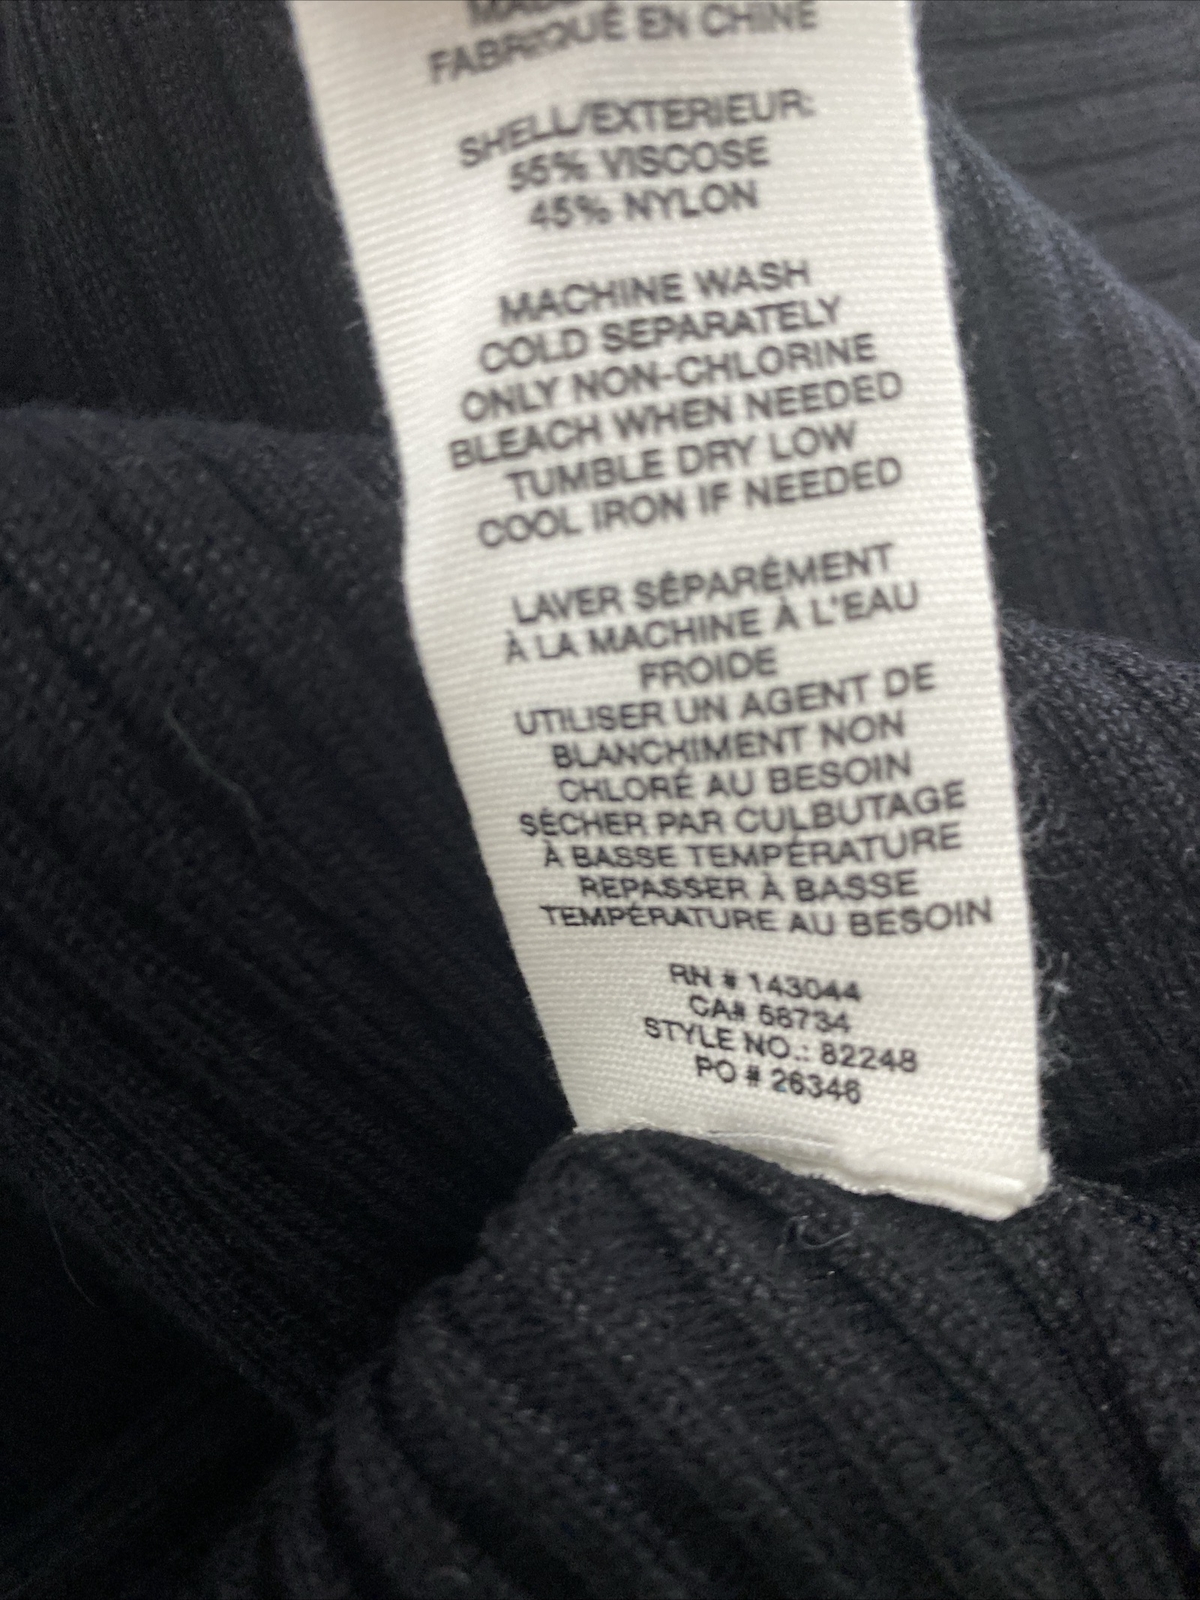 FABRIQUÉ EN CHINE
SHELL/EXTERIEUR:
55% VISCOSE
45% NYLON
MACHINE WASH
COLD SEPARATELY
ONLY NON-CHLORINE
BLEACH WHEN NEEDED
TUMBLE DRY LOW
COOL IRON IF NEEDED
LAVER SÉPARÉMENT
À LA MACHINE À L'EAU
FROIDE
UTILISER UN AGENT DE
BLANCHIMENT NON
CHLORÉ AU BESOIN
SÉCHER PAR CULBUTAGE
À BASSE TEMPÉRATURE
REPASSER À BASSE
TEMPÉRATURE AU BESOIN
RN # 143044
CA# 58734
STYLE NO.: 82248
PO # 26346